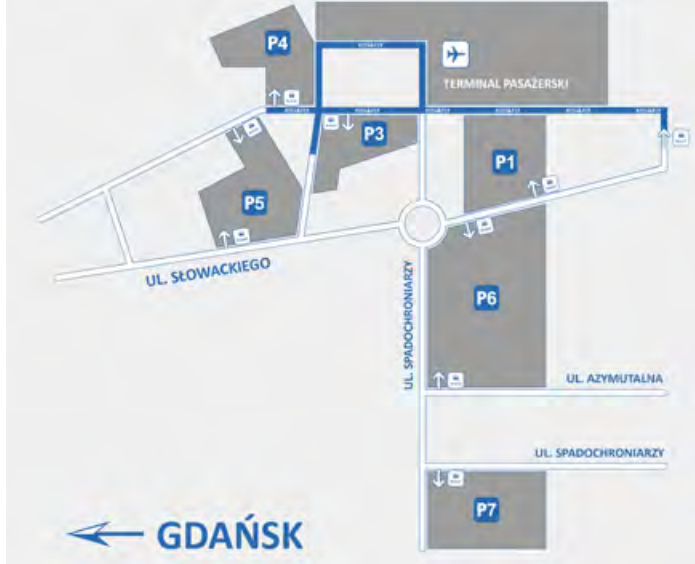 P4
TERMINAL PASAŻERSKI
P3
P1
P5
UL. SŁOWACKIEGO
P6
UL. SPADOCHRONIARZY
UL. AZYMUTALNA
UL. SPADOCHRONIARZY
P7
GDAŃSK